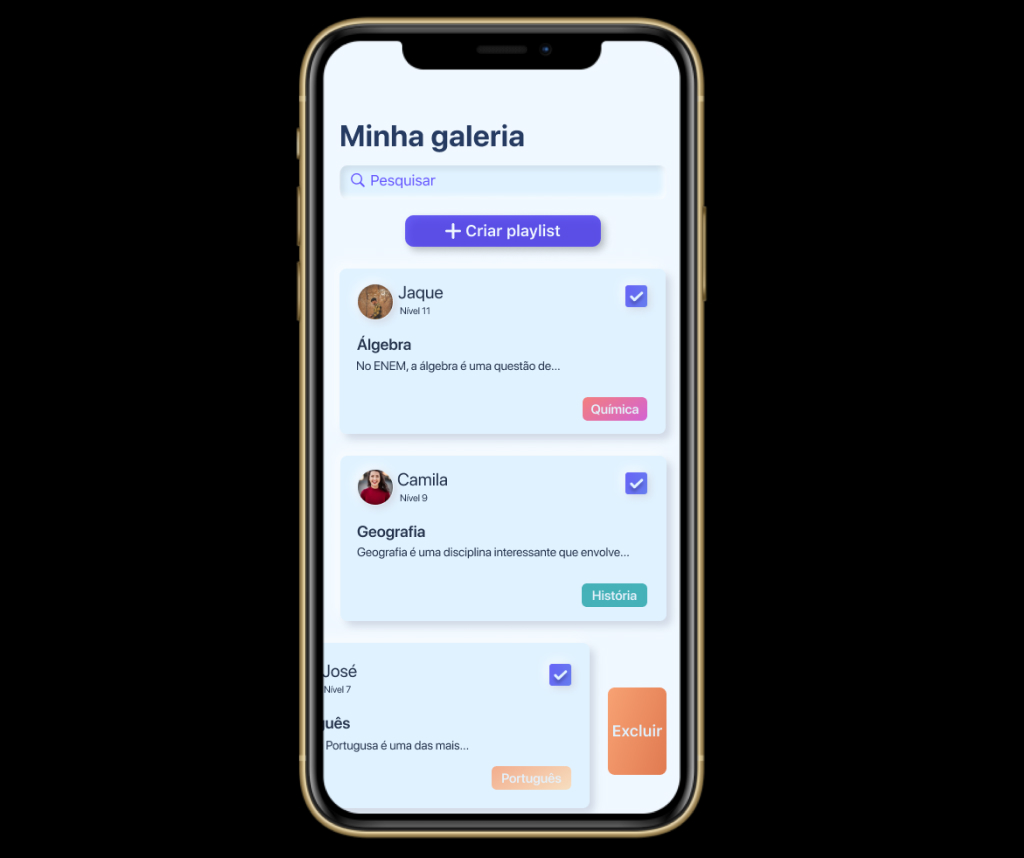 Minha galeria
Pesquisar
Criar playlist
Jaque
Nível 11
Álgebra
No ENEM, a álgebra é uma questão de...
Química
Camila
Nível 9
Geografia
Geografia é uma disciplina interessante que envolve...
História
José
Nível 7
guês
Portugusa é uma das mais...
Português
Excluir